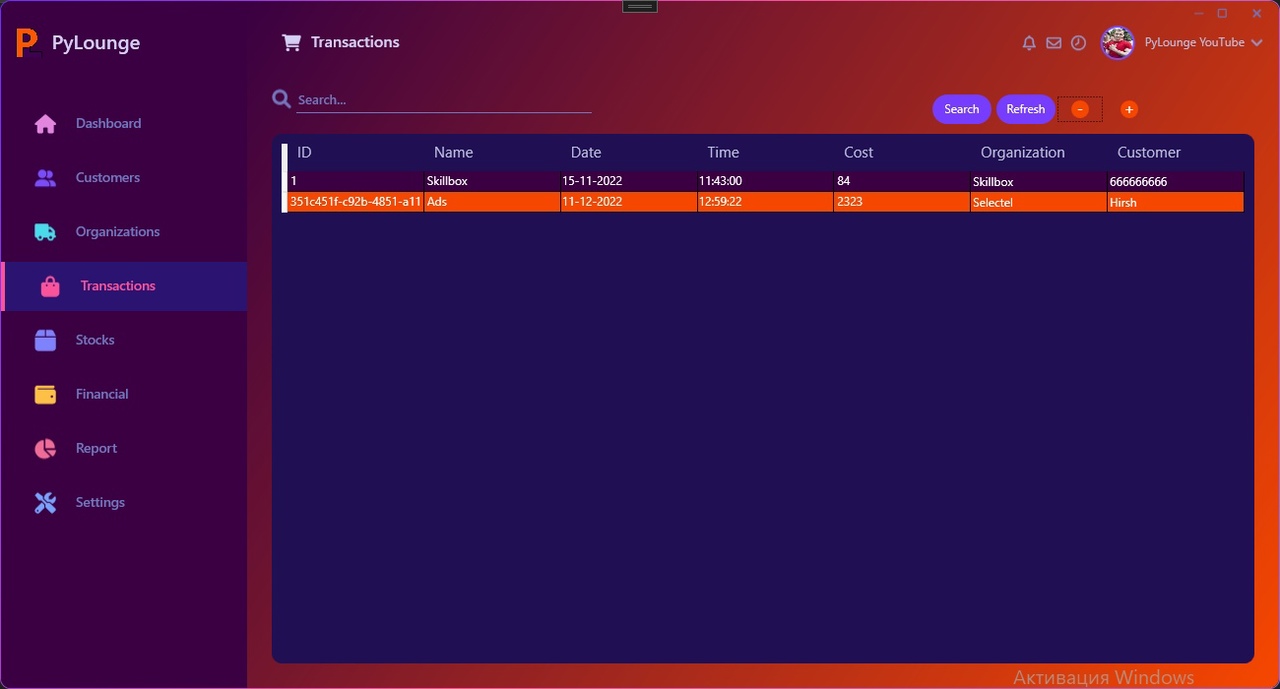 PyLounge
Transactions
PyLounge YouTube
Dashboard
Customers
Organizations
Transactions
Stocks
Financial
Report
Settings
Search...
Search Refresh - +
ID Name Date Time Cost Organization Customer
1 Skillbox 15-11-2022 11:43:00 84 Skillbox 666666666
351c451f-c92b-4851-a11 Ads 11-12-2022 12:59:22 2323 Selectel Hirsh
Активация Windows